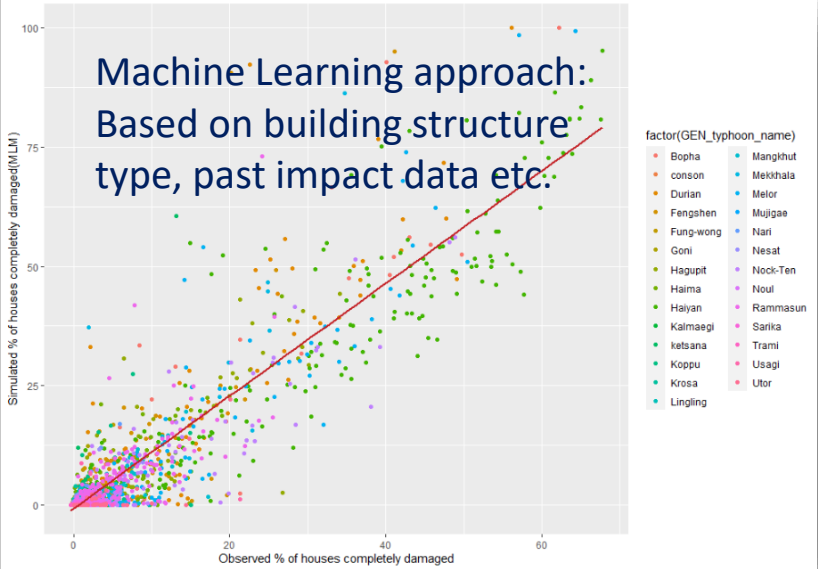 Machine Learning approach:
Based on building structure
type, past impact data etc.
Simulated % of houses completely damaged(MLM)
100
75
50
25
0
0
20
40
60
Observed % of houses completely damaged
factor(GEN_typhoon_name)
Bopha
conson
Durian
Fengshen
Fung-wong
Goni
Hagupit
Haima
Haiyan
Kalmaegi
ketsana
Koppu
Krosa
Lingling
Mangkhut
Mekkhala
Melor
Mujigae
Nari
Nesat
Nock-Ten
Noul
Rammasun
Sarika
Trami
Usagi
Utor